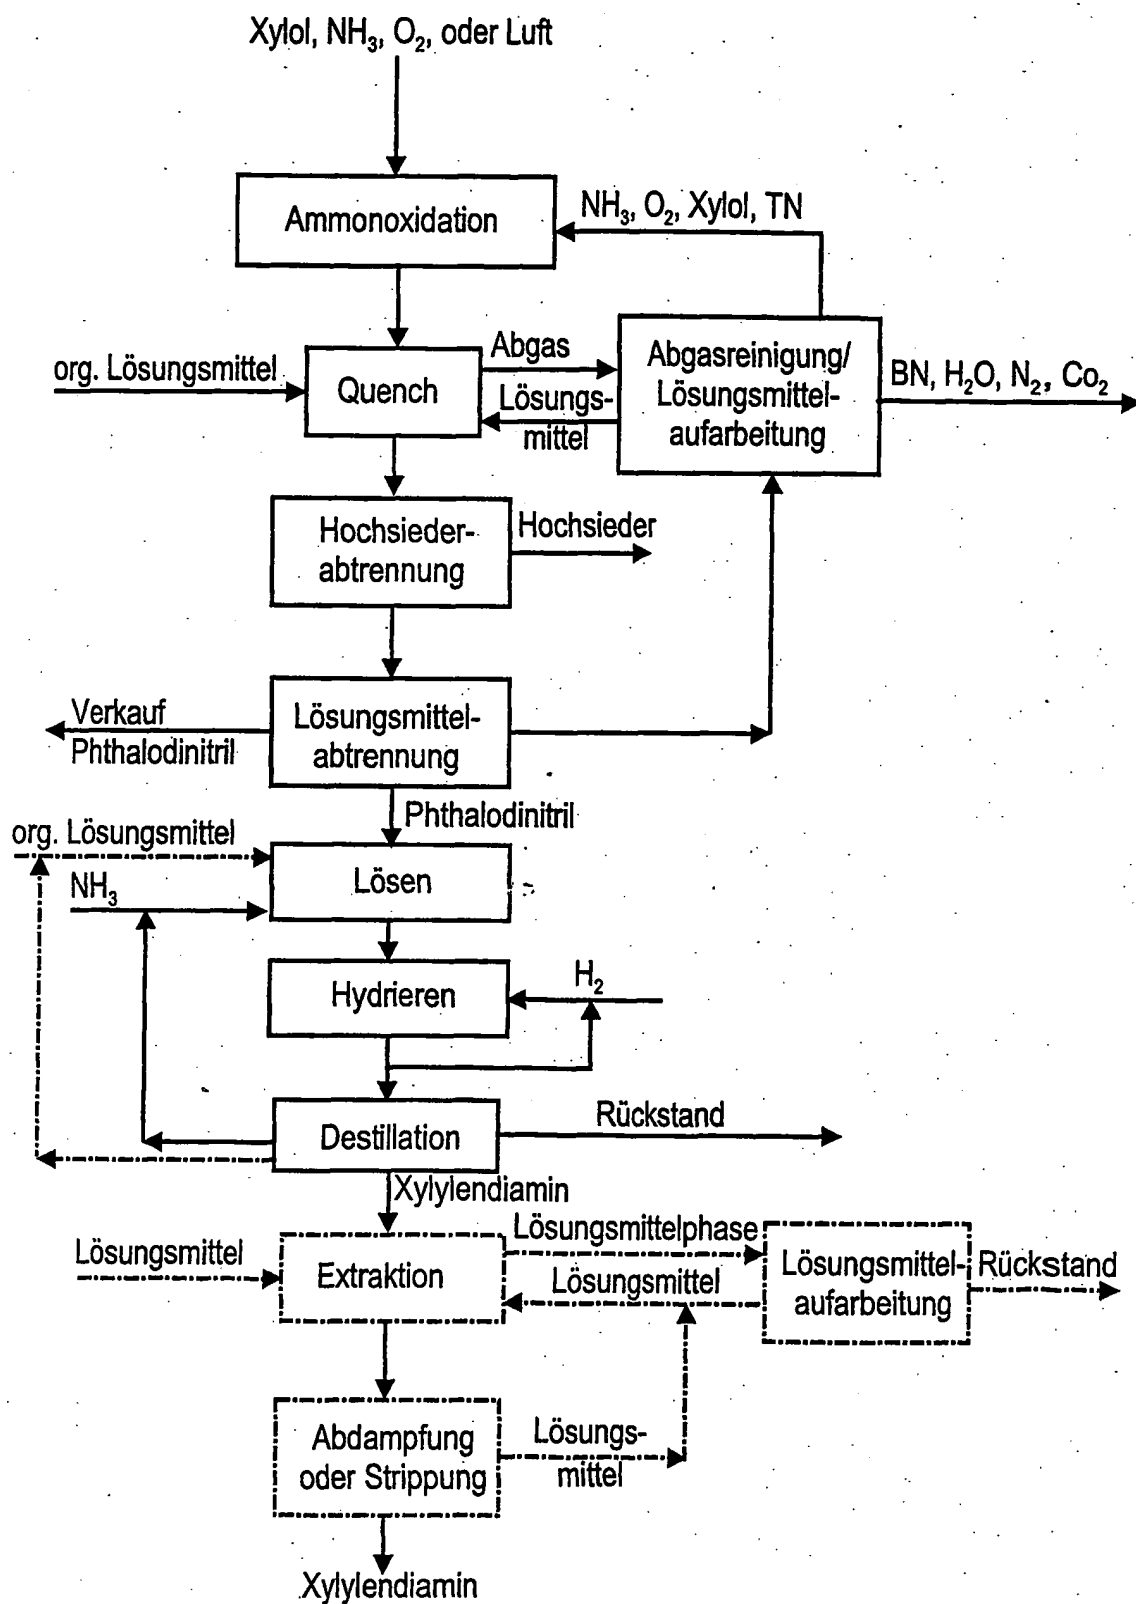 Xylol, NH₃, O₂, oder Luft
Ammonoxidation
NH₃, O₂, Xylol, TN
org. Lösungsmittel
Quench
Abgas
Lösungs-
mittel
Abgasreinigung/
Lösungsmittel-
aufarbeitung
BN, H₂O, N₂, Co₂
Hochsieder-
abtrennung
Hochsieder
Verkauf
Phthalodinitril
Lösungsmittel-
abtrennung
Phthalodinitril
org. Lösungsmittel
NH₃
Lösen
Hydrieren
H₂
Destillation
Rückstand
Xylylendiamin
Lösungsmittel
Extraktion
Lösungsmittelphase
Lösungsmittel
Lösungsmittel-
aufarbeitung
Rückstand
Abdampfung
oder Strippung
Lösungs-
mittel
Xylylendiamin